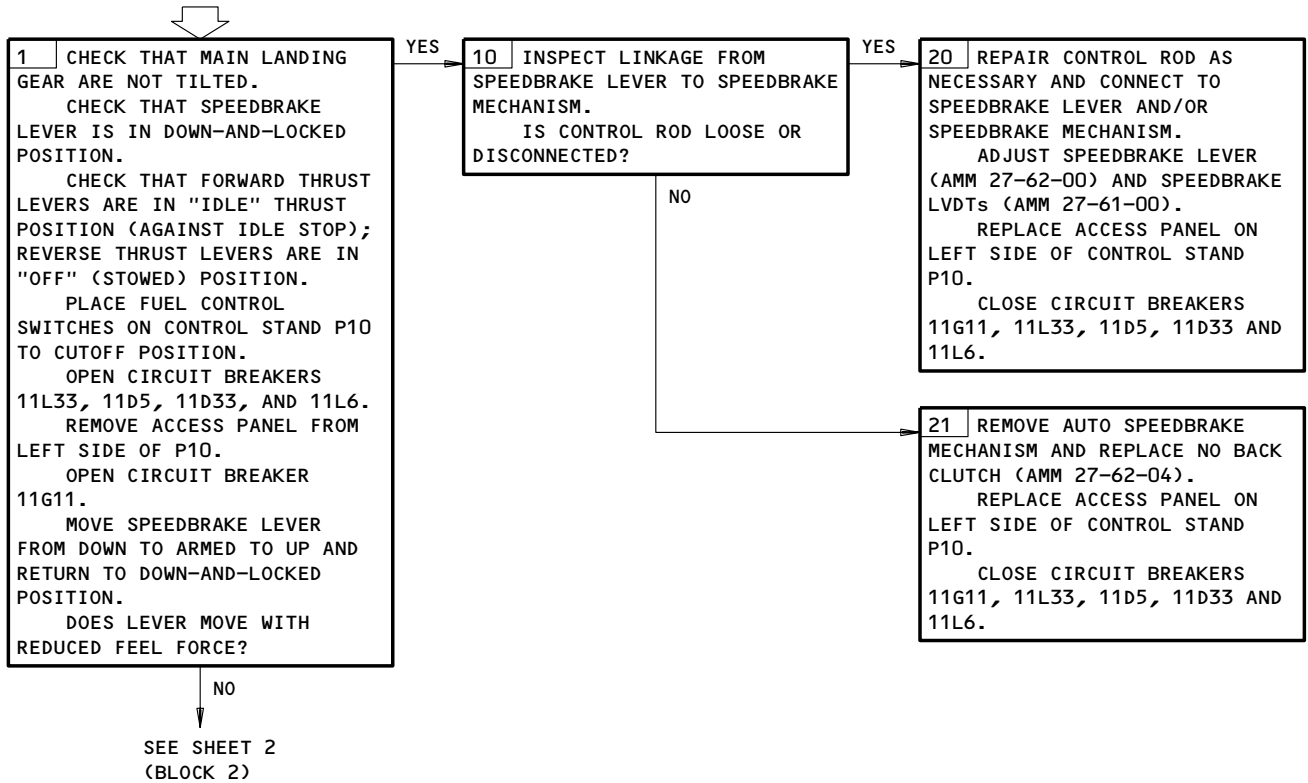 1 CHECK THAT MAIN LANDING
GEAR ARE NOT TILTED.
CHECK THAT SPEEDBRAKE
LEVER IS IN DOWN-AND-LOCKED
POSITION.
CHECK THAT FORWARD THRUST
LEVERS ARE IN "IDLE" THRUST
POSITION (AGAINST IDLE STOP);
REVERSE THRUST LEVERS ARE IN
"OFF" (STOWED) POSITION.
PLACE FUEL CONTROL
SWITCHES ON CONTROL STAND P10
TO CUTOFF POSITION.
OPEN CIRCUIT BREAKERS
11L33, 11D5, 11D33, AND 11L6.
REMOVE ACCESS PANEL FROM
LEFT SIDE OF P10.
OPEN CIRCUIT BREAKER
11G11.
MOVE SPEEDBRAKE LEVER
FROM DOWN TO ARMED TO UP AND
RETURN TO DOWN-AND-LOCKED
POSITION.
DOES LEVER MOVE WITH
REDUCED FEEL FORCE?
NO
SEE SHEET 2
(BLOCK 2)
YES
10 INSPECT LINKAGE FROM
SPEEDBRAKE LEVER TO SPEEDBRAKE
MECHANISM.
IS CONTROL ROD LOOSE OR
DISCONNECTED?
YES
NO
20 REPAIR CONTROL ROD AS
NECESSARY AND CONNECT TO
SPEEDBRAKE LEVER AND/OR
SPEEDBRAKE MECHANISM.
ADJUST SPEEDBRAKE LEVER
(AMM 27-62-00) AND SPEEDBRAKE
LVDTs (AMM 27-61-00).
REPLACE ACCESS PANEL ON
LEFT SIDE OF CONTROL STAND
P10.
CLOSE CIRCUIT BREAKERS
11G11, 11L33, 11D5, 11D33 AND
11L6.
21 REMOVE AUTO SPEEDBRAKE
MECHANISM AND REPLACE NO BACK
CLUTCH (AMM 27-62-04).
REPLACE ACCESS PANEL ON
LEFT SIDE OF CONTROL STAND
P10.
CLOSE CIRCUIT BREAKERS
11G11, 11L33, 11D5, 11D33 AND
11L6.